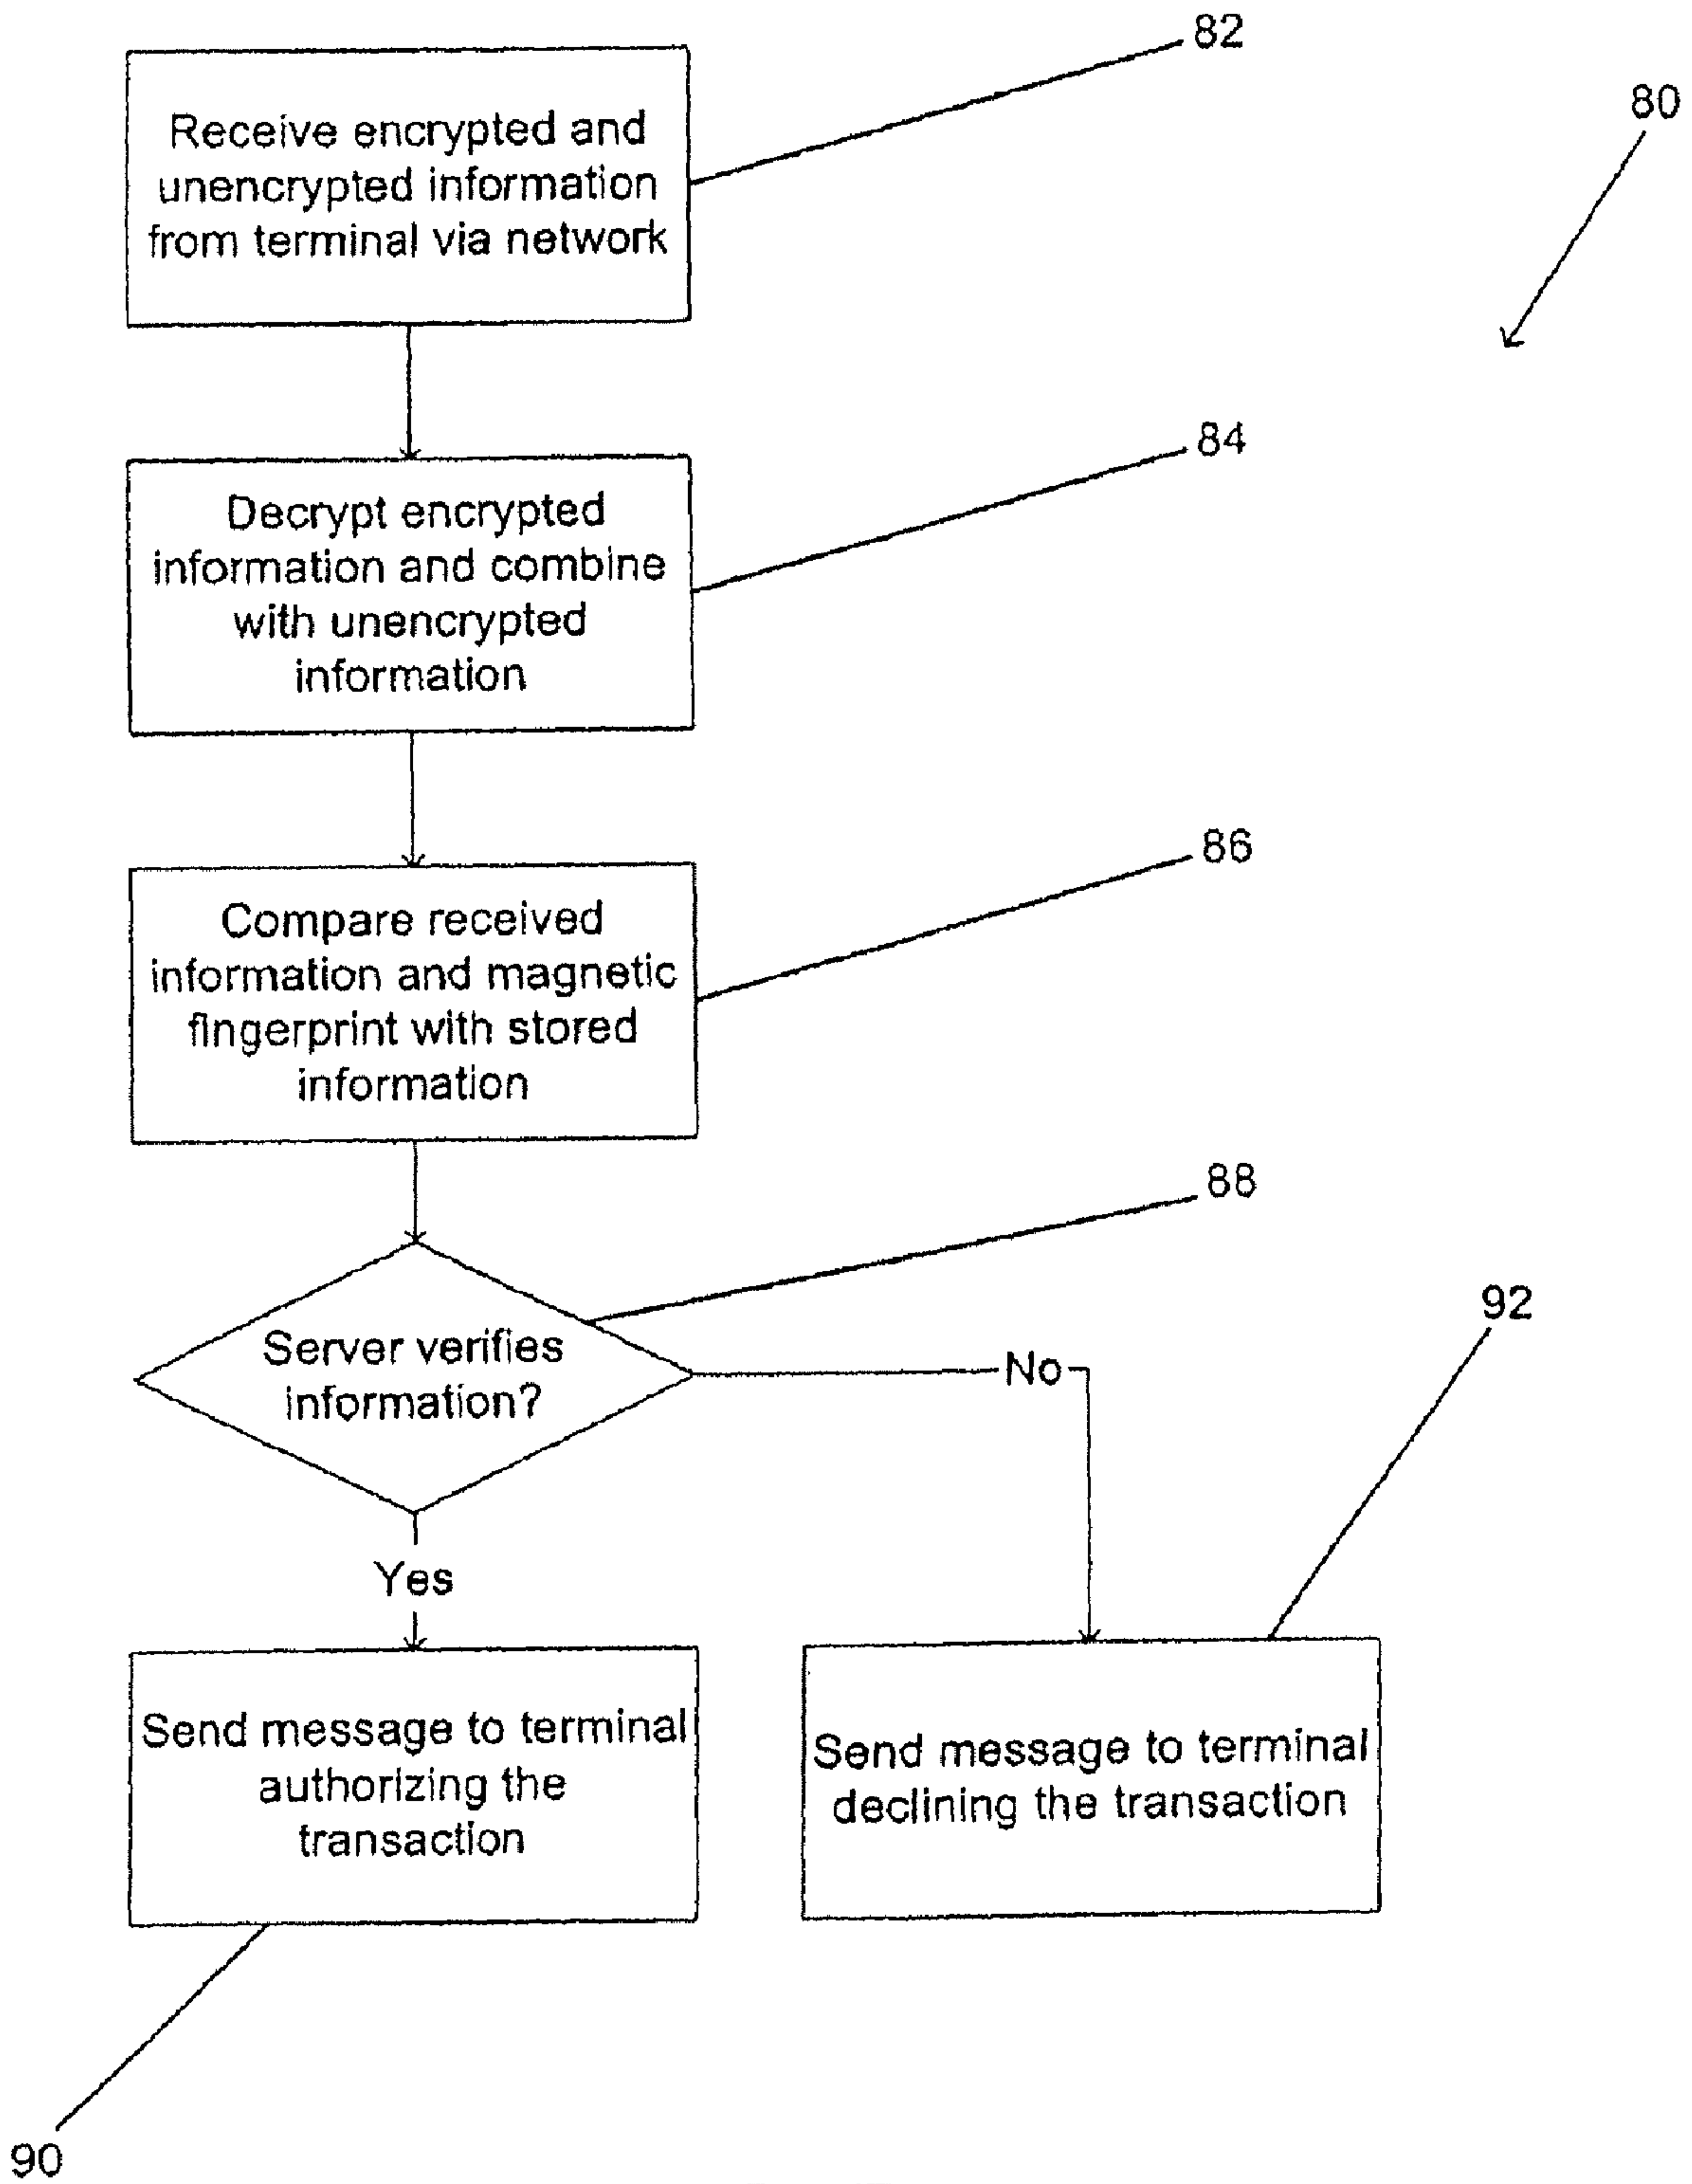 82
80
Receive encrypted and
unencrypted information
from terminal via network
84
Decrypt encrypted
information and combine
with unencrypted
information
86
Compare received
information and magnetic
fingerprint with stored
information
88
92
Server verifies
information?
No
Yes
Send message to terminal
authorizing the
transaction
Send message to terminal
declining the transaction
90